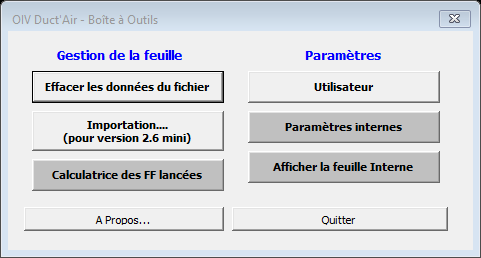 OIV Duct'Air - Boîte à Outils
Gestion de la feuille
Effacer les données du fichier
Importation....
(pour version 2.6 mini)
Calculatrice des FF lancées
Paramètres
Utilisateur
Paramètres internes
Afficher la feuille Interne
A Propos...
Quitter